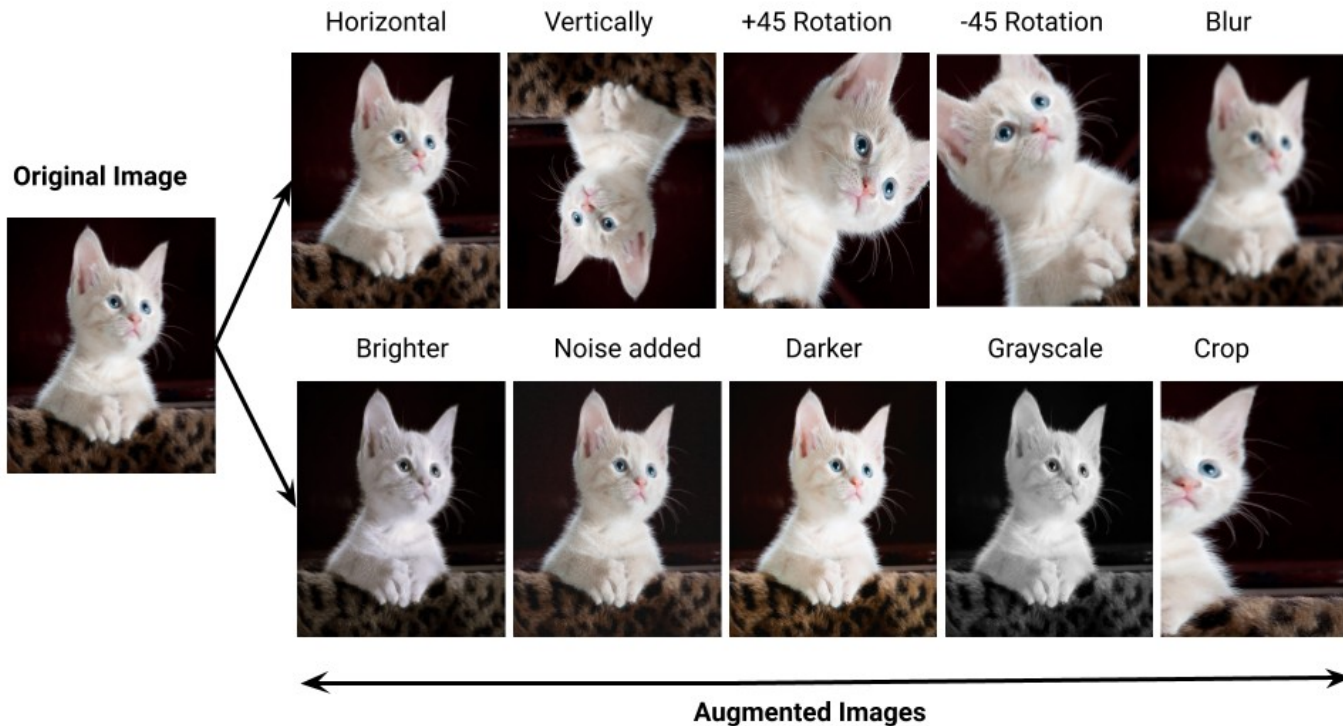 Horizontal Vertically +45 Rotation -45 Rotation Blur
Original Image
Brighter Noise added Darker Grayscale Crop
Augmented Images